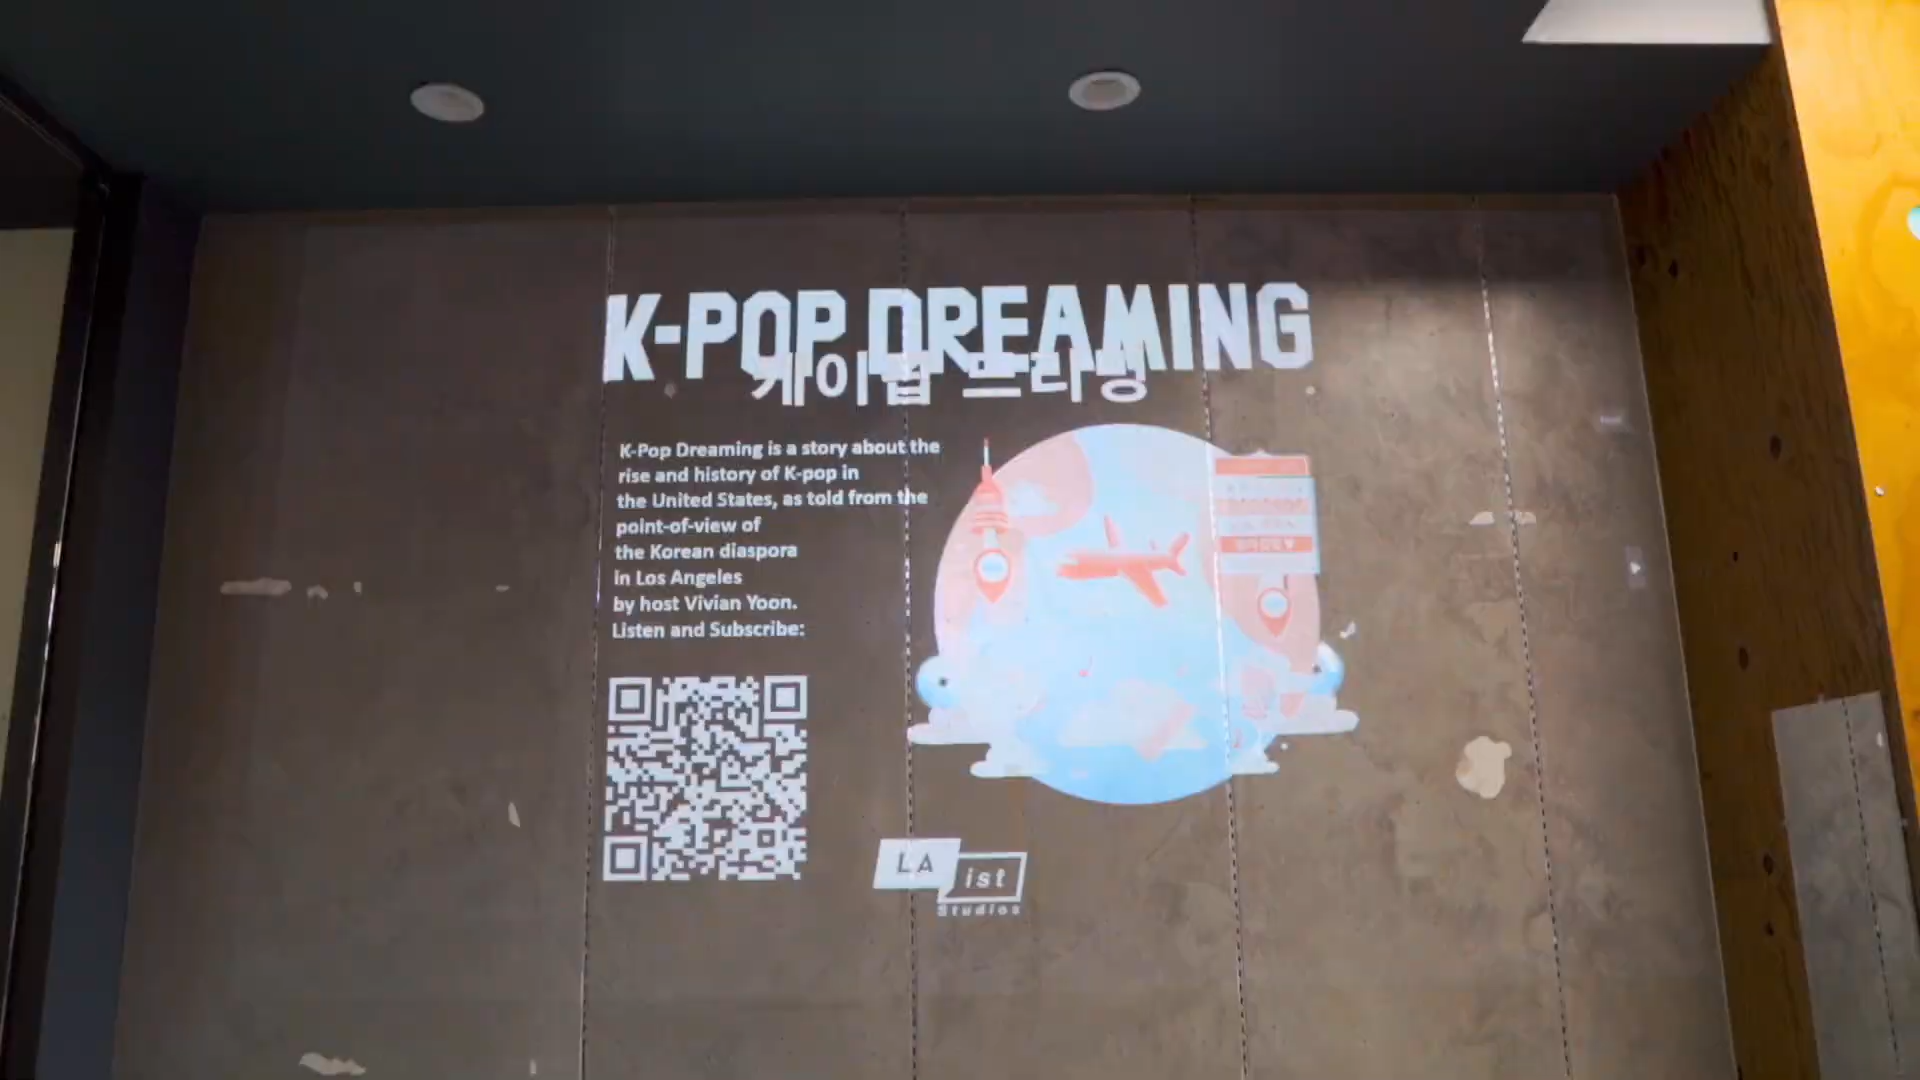 K-POP DREAMING
케이팝 드리밍
K-Pop Dreaming is a story about the
rise and history of K-pop in
the United States, as told from the
point-of-view of
the Korean diaspora
in Los Angeles
by host Vivian Yoon.
Listen and Subscribe:
LA
ist
Studios